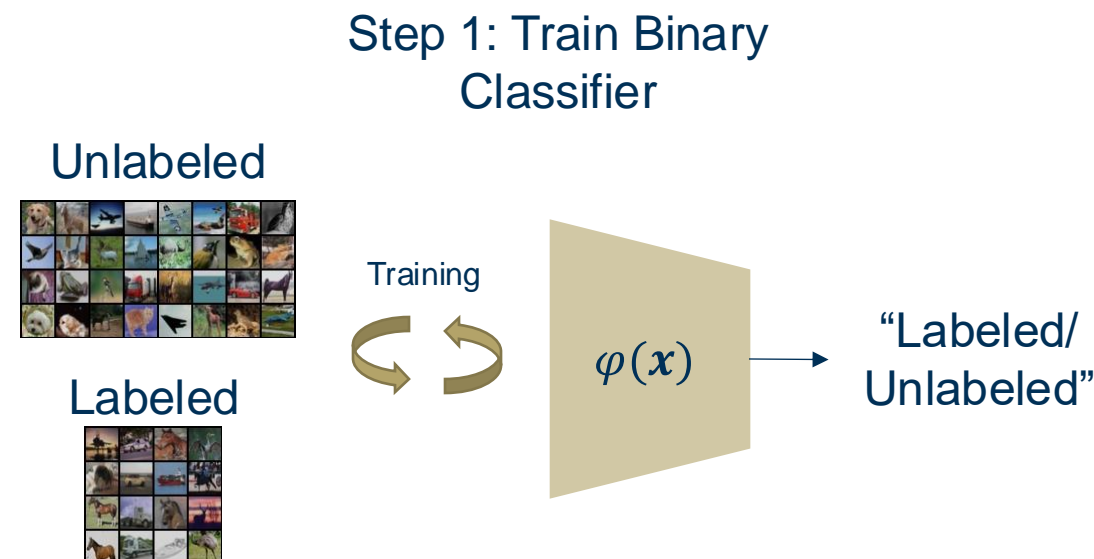 Step 1: Train Binary
Classifier
Unlabeled
Training
φ(x)
“Labeled/
Unlabeled”
Labeled